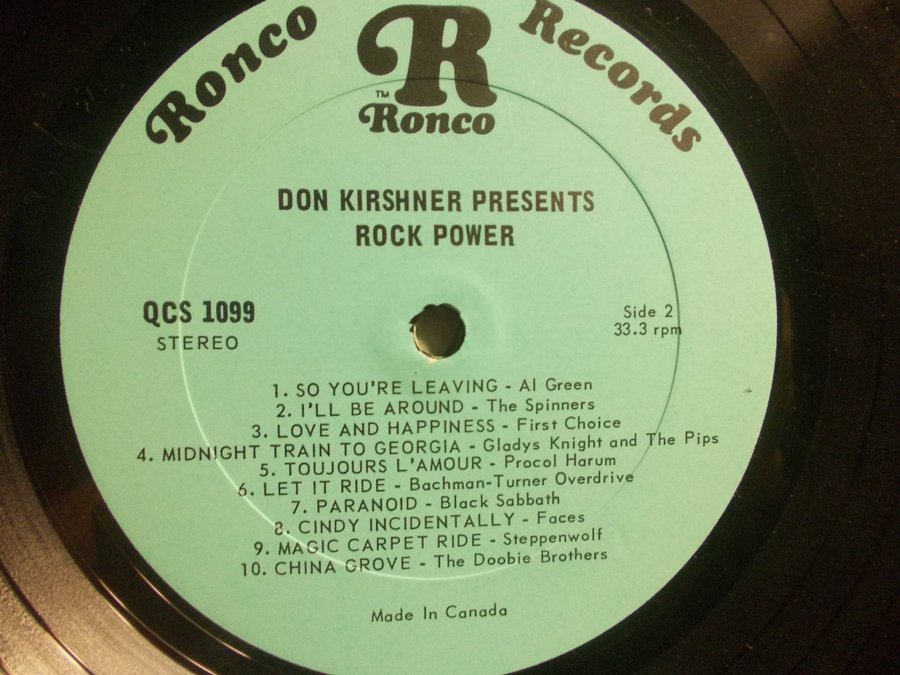 Ronco Records
R
TM
Ronco
DON KIRSHNER PRESENTS
ROCK POWER
QCS 1099
STEREO
Side 2
33.3 rpm
1. SO YOU'RE LEAVING - Al Green
2. I'LL BE AROUND - The Spinners
3. LOVE AND HAPPINESS - First Choice
4. MIDNIGHT TRAIN TO GEORGIA - Gladys Knight and The Pips
5. TOUJOURS L'AMOUR - Procol Harum
6. LET IT RIDE - Bachman-Turner Overdrive
7. PARANOID - Black Sabbath
8. CINDY INCIDENTALLY - Faces
9. MAGIC CARPET RIDE - Steppenwolf
10. CHINA GROVE - The Doobie Brothers
Made In Canada